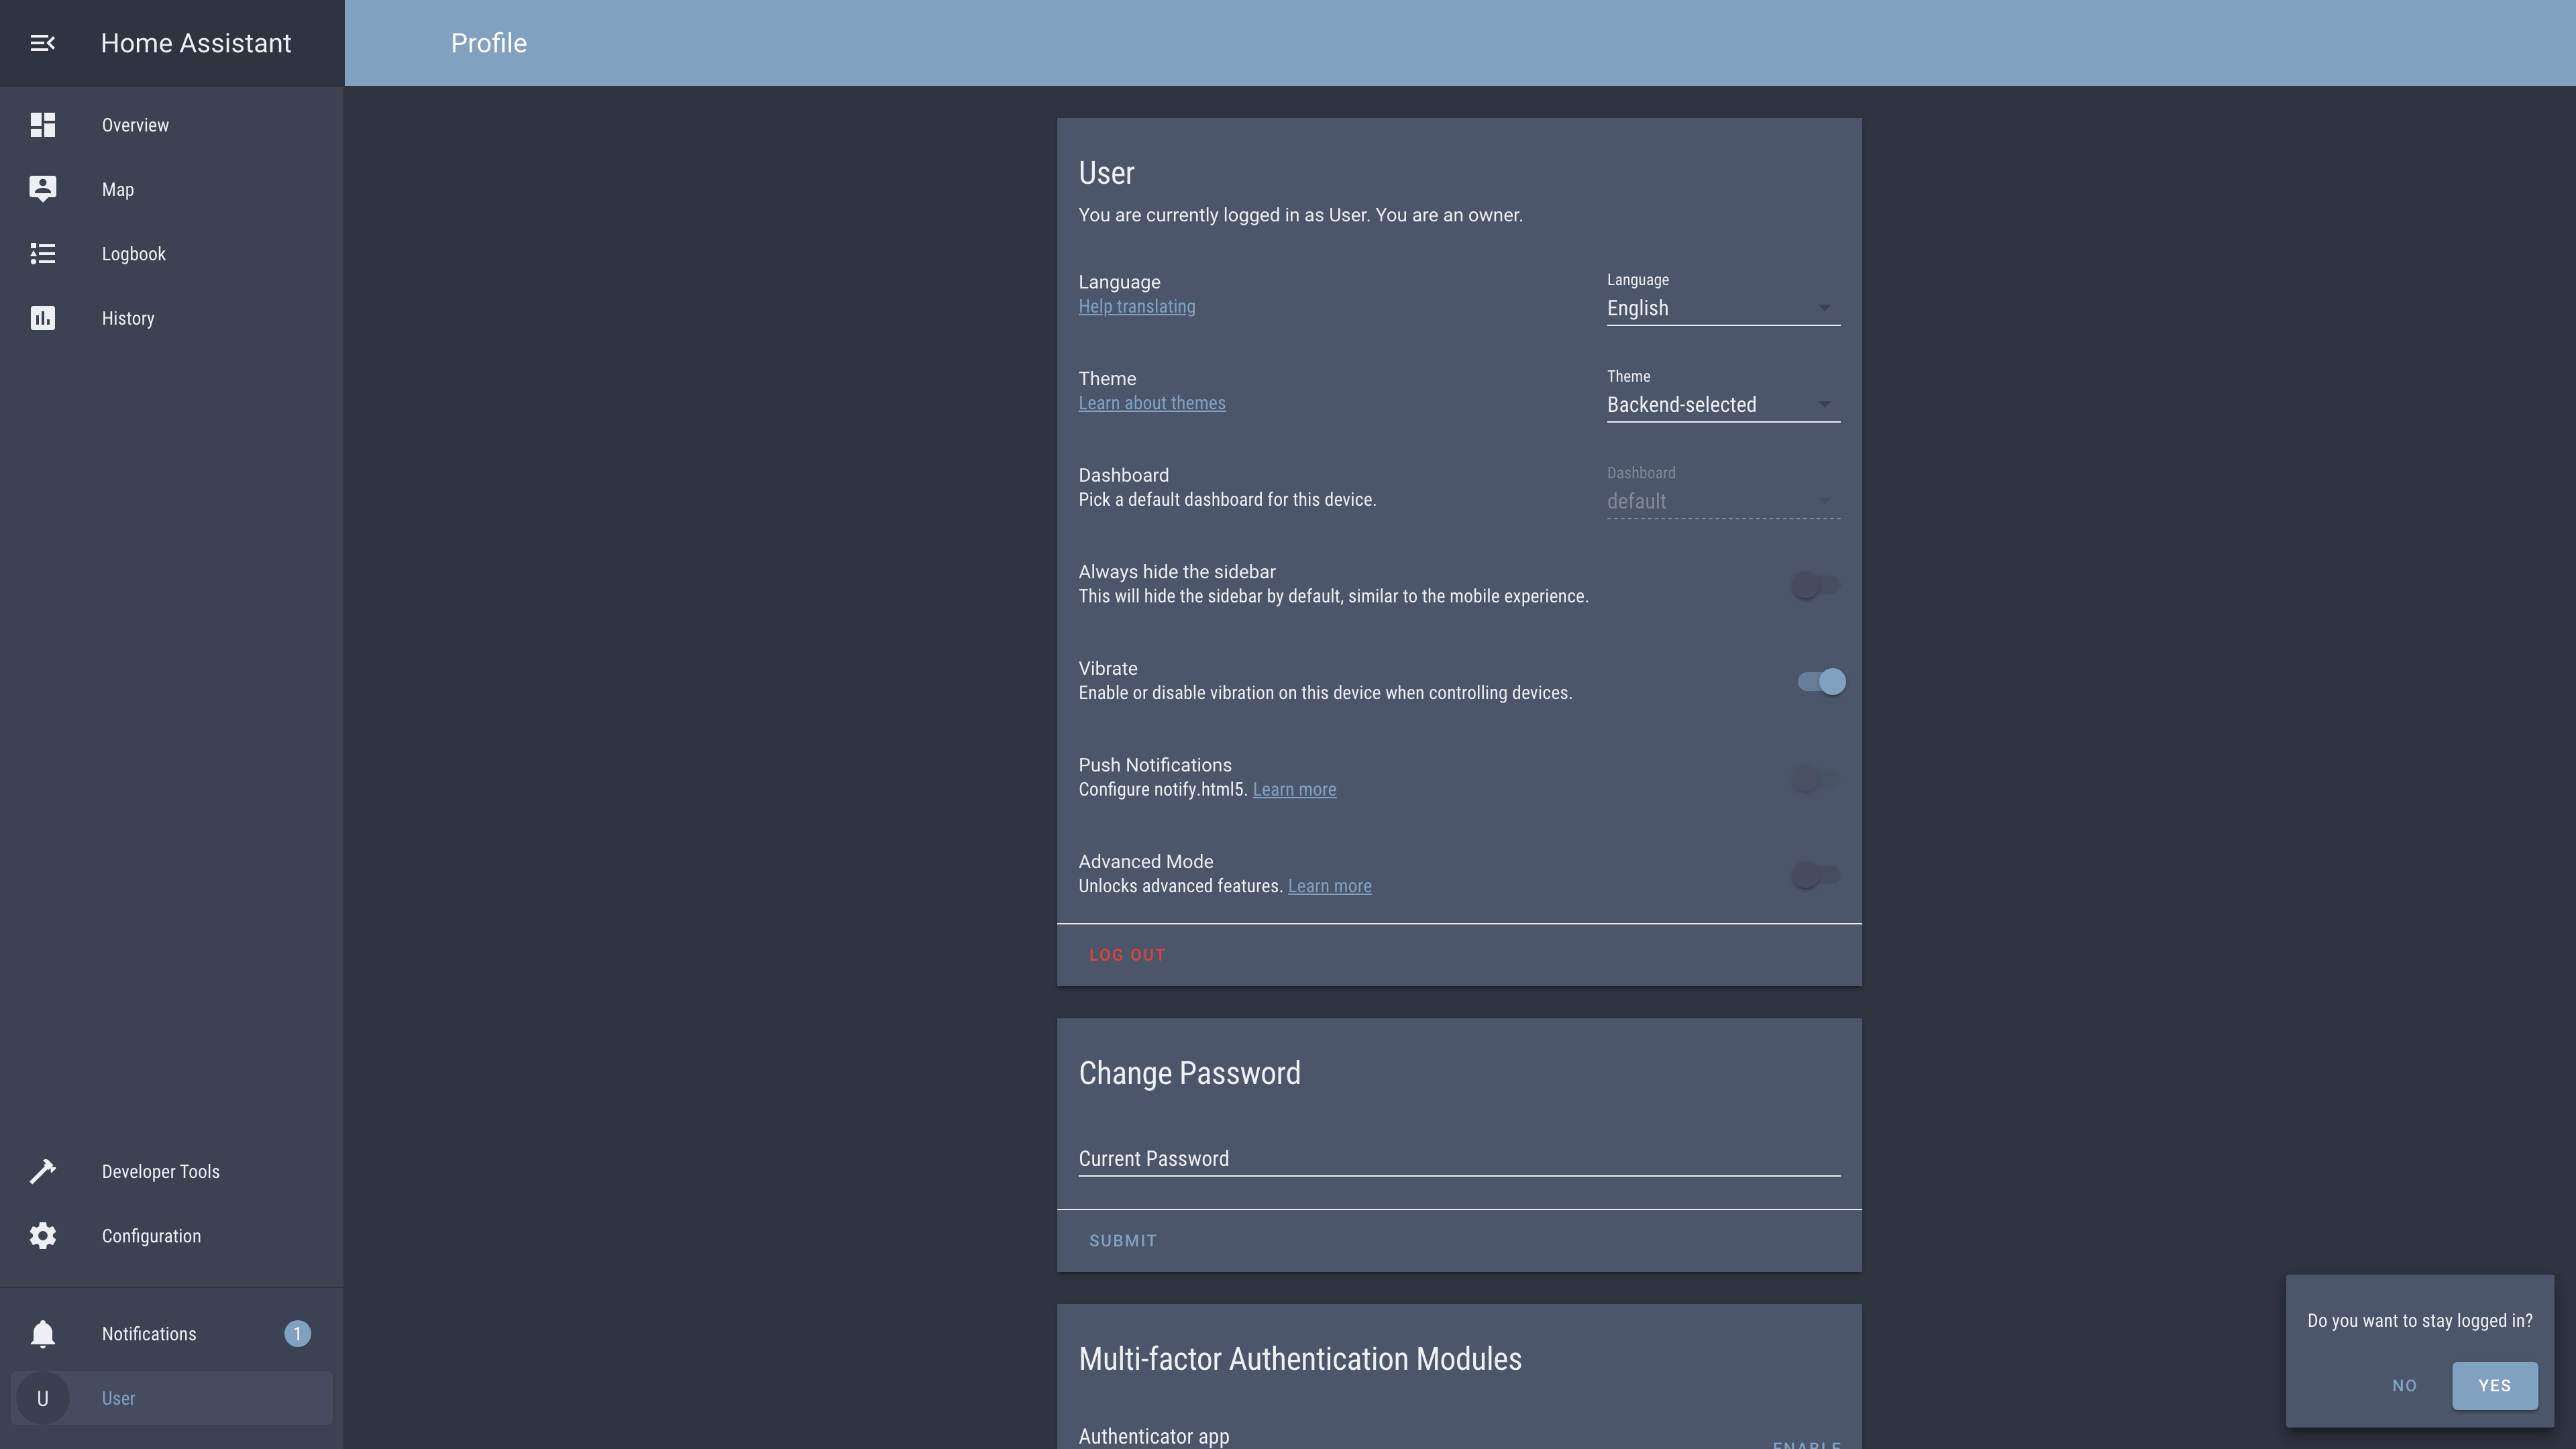 Home Assistant
Profile
Overview
Map
Logbook
History
Developer Tools
Configuration
Notifications
1
U
User
User
You are currently logged in as User. You are an owner.
Language
Help translating
Language
English
Theme
Learn about themes
Theme
Backend-selected
Dashboard
Pick a default dashboard for this device.
Dashboard
default
Always hide the sidebar
This will hide the sidebar by default, similar to the mobile experience.
Vibrate
Enable or disable vibration on this device when controlling devices.
Push Notifications
Configure notify.html5. Learn more
Advanced Mode
Unlocks advanced features. Learn more
LOG OUT
Change Password
Current Password
SUBMIT
Multi-factor Authentication Modules
Authenticator app
ENABLE
Do you want to stay logged in?
NO
YES